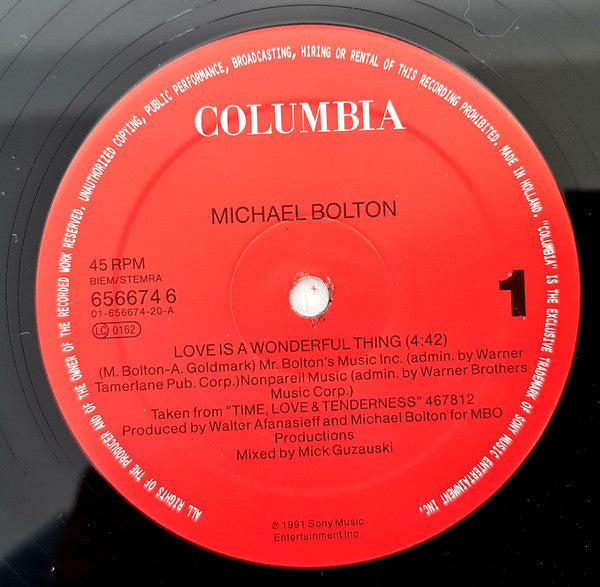 ALL RIGHTS OF THE PRODUCER AND OF THE OWNER OF THE RECORDED WORK RESERVED. UNAUTHORIZED COPYING, PUBLIC PERFORMANCE, BROADCASTING, HIRING OR RENTAL OF THIS RECORDING PROHIBITED. MADE IN HOLLAND. "COLUMBIA" IS THE EXCLUSIVE TRADEMARK OF SONY MUSIC ENTERTAINMENT INC.
COLUMBIA
MICHAEL BOLTON
45 RPM
BIEM/STEMRA
656674 6
01-656674-20-A
LC 0162
1
LOVE IS A WONDERFUL THING (4:42)
(M. Bolton-A. Goldmark) Mr. Bolton's Music Inc. (admin. by Warner
Tamerlane Pub. Corp.)Nonpareil Music (admin. by Warner Brothers
Music Corp.)
Taken from "TIME, LOVE & TENDERNESS" 467812
Produced by Walter Afanasieff and Michael Bolton for MBO
Productions
Mixed by Mick Guzauski
℗ 1991 Sony Music
Entertainment Inc.